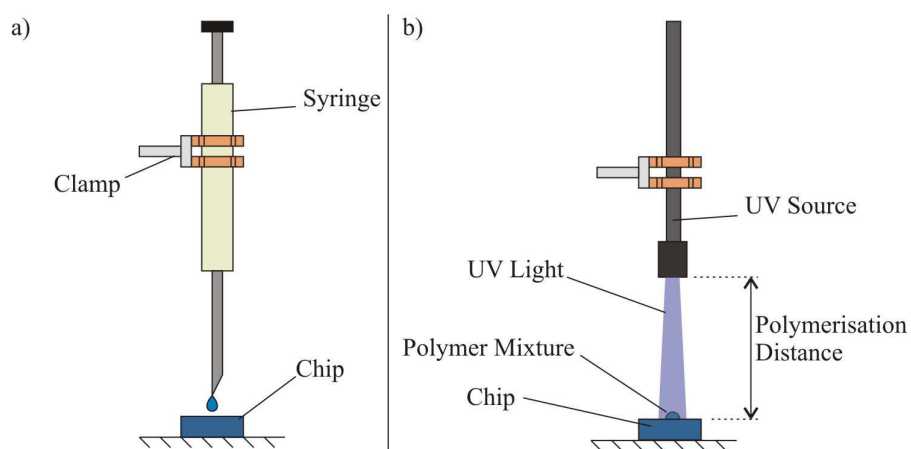 a)
Syringe
Clamp
Chip
b)
UV Source
UV Light
Polymerisation
Distance
Polymer Mixture
Chip